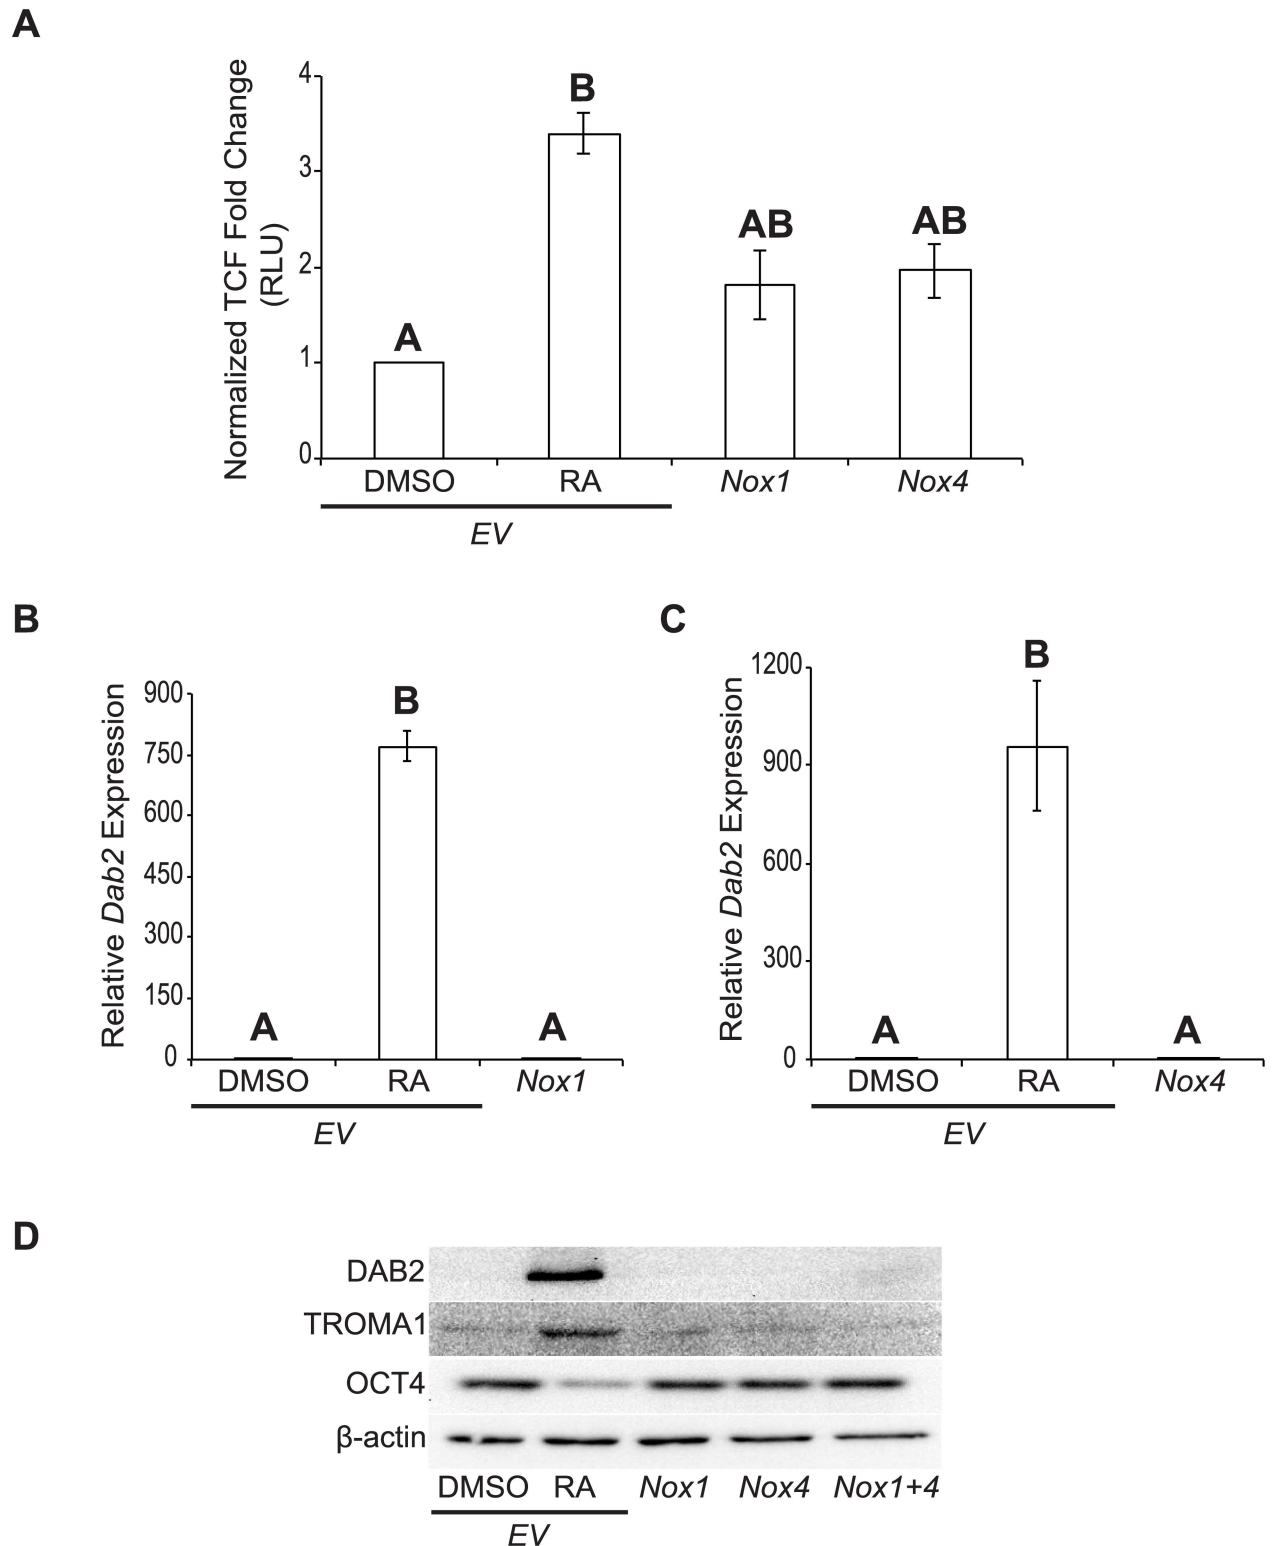 A
Normalized TCF Fold Change
(RLU)
4
3
2
1
0
A
B
AB
AB
DMSO
RA
Nox1
Nox4
EV
B
Relative Dab2 Expression
900
750
600
450
300
150
0
A
B
A
DMSO
RA
Nox1
EV
C
Relative Dab2 Expression
1200
900
600
300
0
A
B
A
DMSO
RA
Nox4
EV
D
DAB2
TROMA1
OCT4
β-actin
DMSO
RA
Nox1
Nox4
Nox1+4
EV